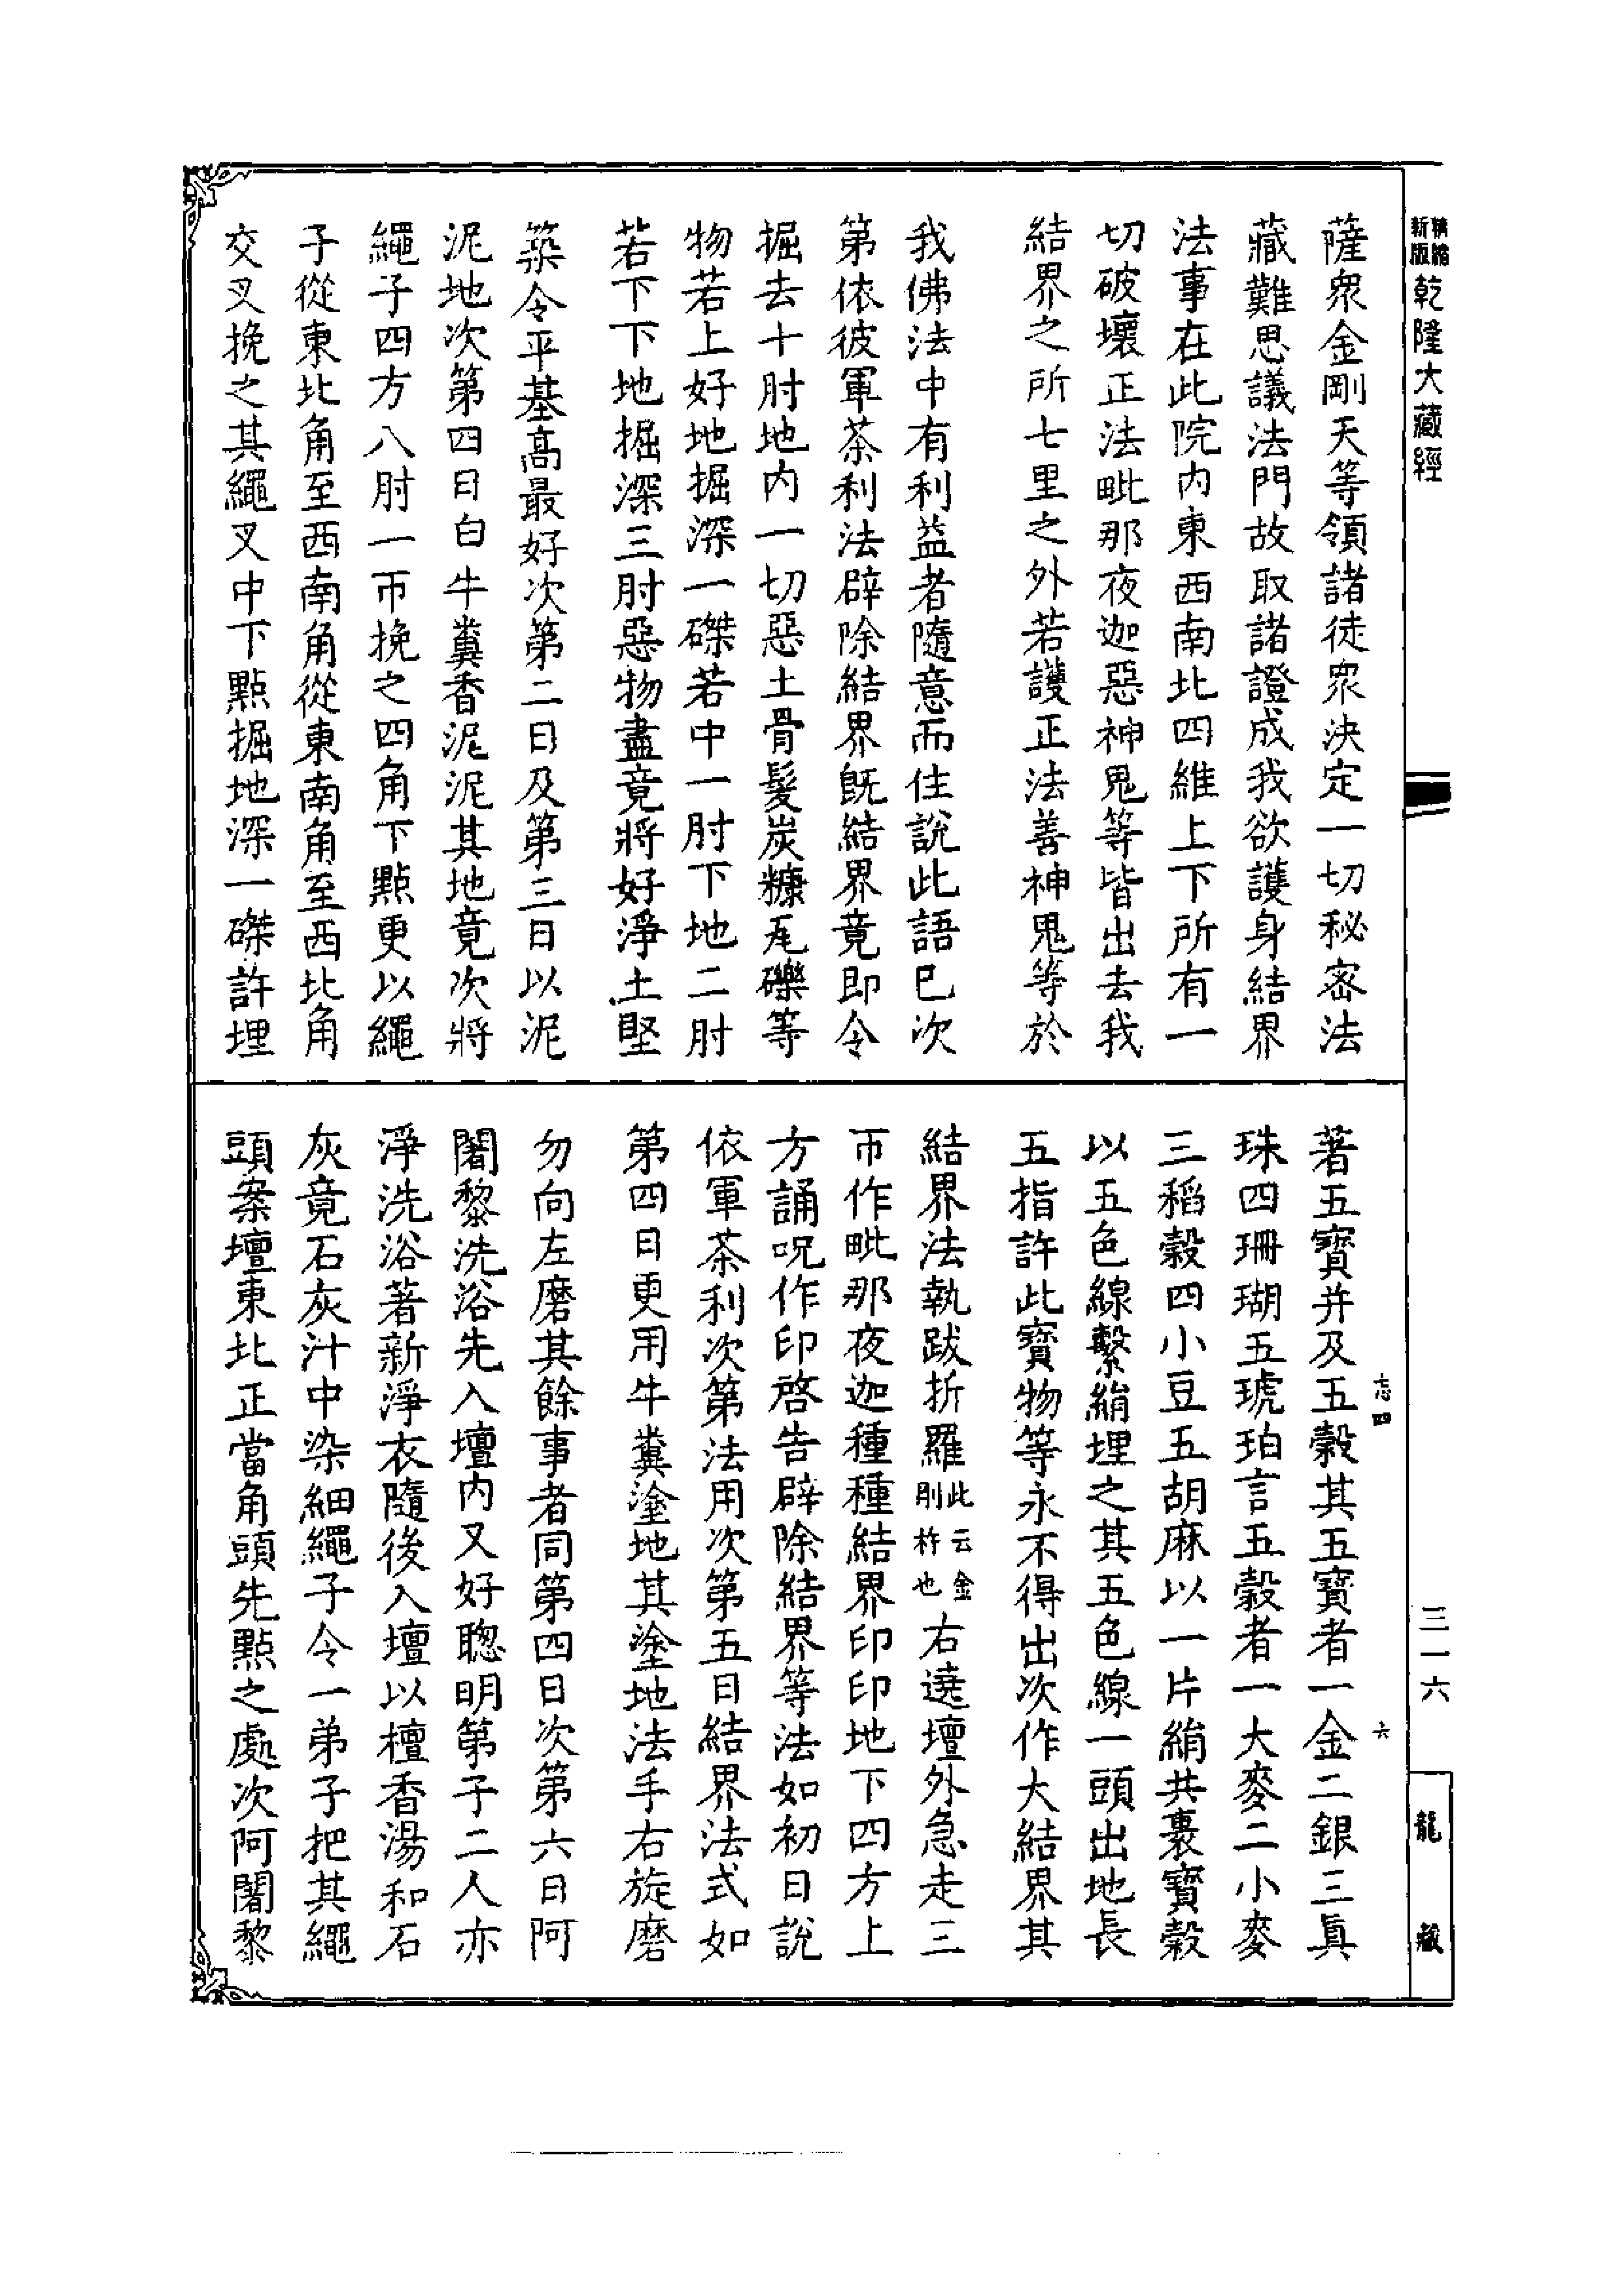 精縮新版
乾隆大藏經
三一六
龍藏
薩眾金剛天等領諸徒眾決定一切秘密法
藏難思議法門故取諸證成我欲護身結界
法事在此院內東西南北四維上下所有一
切破壞正法毗那夜迦惡神鬼等皆出去我
結界之所七里之外若護正法善神鬼等於
我佛法中有利益者隨意而住說此語已次
第依彼軍荼利法辟除結界旣結界竟即令
掘去十肘地內一切惡土骨髮炭糠瓦礫等
物若上好地掘深一磔若中一肘下地二肘
若下下地掘深三肘惡物盡竟將好淨土堅
築令平基高最好次第二日及第三日以泥
泥地次第四日白牛糞香泥泥其地竟次將
繩子四方八肘一帀挽之四角下點更以繩
子從東北角至西南角從東南角至西北角
交叉挽之其繩叉中下點掘地深一磔許埋
著五寶并及五穀其五寶者一金二銀三真
忘四
六
珠四珊瑚五琥珀言五穀者一大麥二小麥
三稻穀四小豆五胡麻以一片絹共裹寶穀
以五色線繫絹埋之其五色線一頭出地長
五指許此寶物等永不得出次作大結界其
結界法執跋折羅此云金剛杵也右遶壇外急走三
帀作毗那夜迦種種結界印印地下四方上
方誦呪作印啓告辟除結界等法如初日說
依軍荼利次第法用次第五日結界法式如
第四日更用牛糞塗地其塗地法手右旋磨
勿向左磨其餘事者同第四日次第六日阿
闍黎洗浴先入壇內又好聰明第子二人亦
淨洗浴著新淨衣隨後入壇以檀香湯和石
灰竟石灰汁中染細繩子令一弟子把其繩
頭案壇東北正當角頭先點之處次阿闍黎